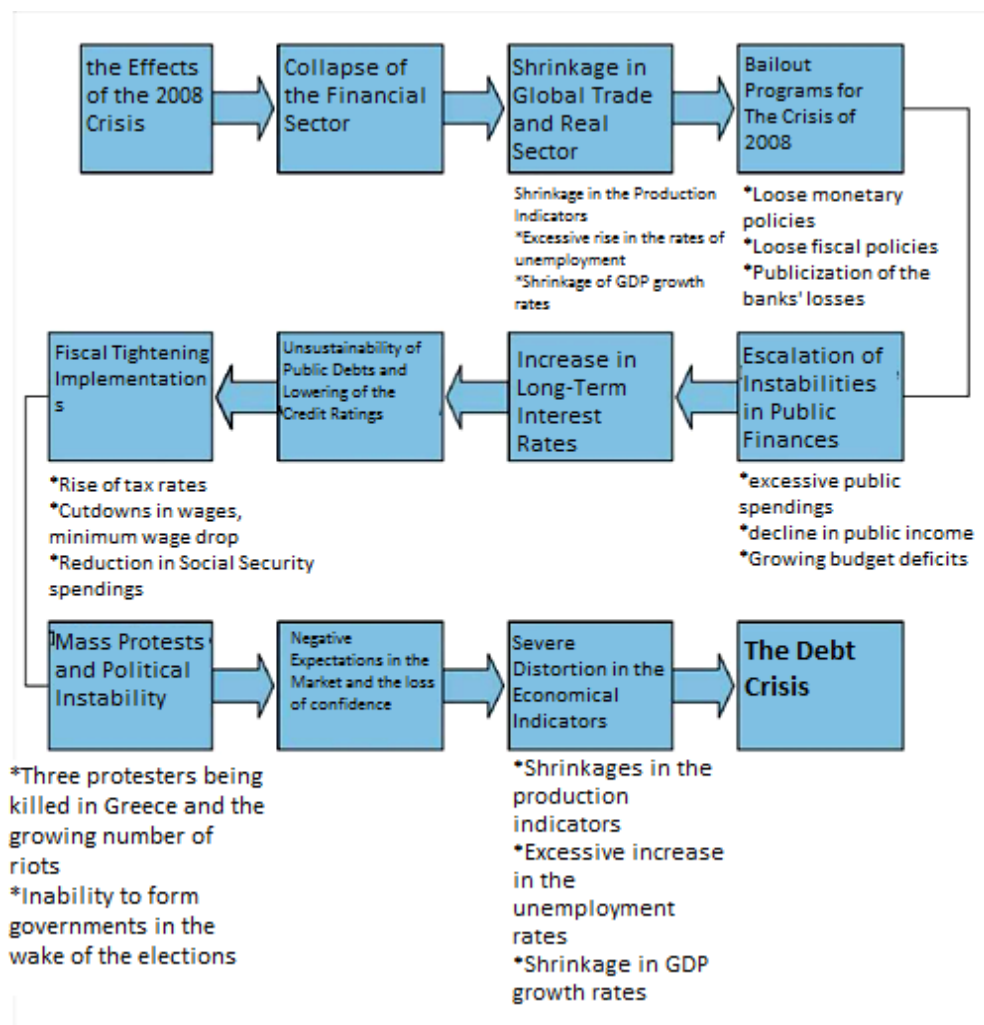 the Effects
of the 2008
Crisis
Collapse of
the Financial
Sector
Shrinkage in
Global Trade
and Real
Sector
Bailout
Programs for
The Crisis of
2008
Shrinkage in the Production
Indicators
*Excessive rise in the rates of
unemployment
*Shrinkage of GDP growth
rates
*Loose monetary
policies
*Loose fiscal policies
*Publicization of the
banks' losses
Escalation of
Instabilities
in Public
Finances
Increase in
Long-Term
Interest
Rates
Unsustainability of
Public Debts and
Lowering of the
Credit Ratings
Fiscal Tightening
Implementation
s
*excessive public
spendings
*decline in public income
*Growing budget deficits
*Rise of tax rates
*Cutdowns in wages,
minimum wage drop
*Reduction in Social Security
spendings
Mass Protests
and Political
Instability
Negative
Expectations in the
Market and the loss
of confidence
Severe
Distortion in the
Economical
Indicators
The Debt
Crisis
*Three protesters being
killed in Greece and the
growing number of
riots
*Inability to form
governments in the
wake of the elections
*Shrinkages in the
production
indicators
*Excessive increase
in the
unemployment
rates
*Shrinkage in GDP
growth rates